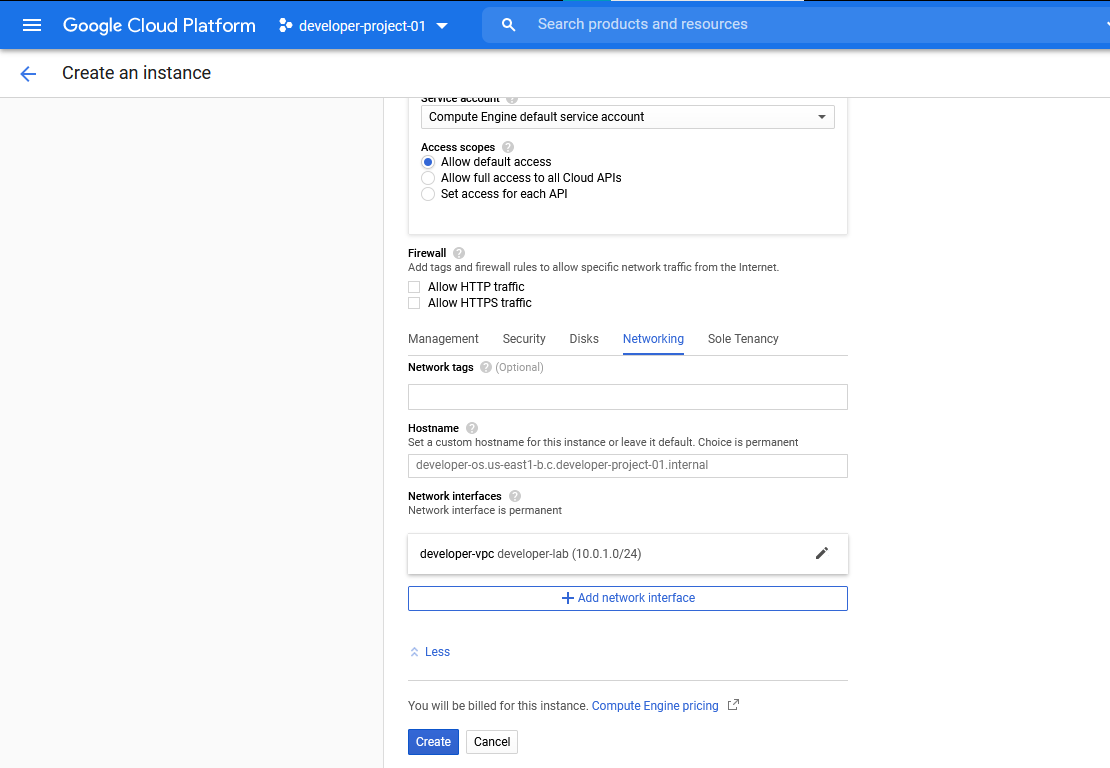 Google Cloud Platform
developer-project-01
Search products and resources
Create an instance
Service account
Compute Engine default service account
Access scopes
Allow default access
Allow full access to all Cloud APIs
Set access for each API
Firewall
Add tags and firewall rules to allow specific network traffic from the Internet.
Allow HTTP traffic
Allow HTTPS traffic
Management Security Disks Networking Sole Tenancy
Network tags (Optional)
Hostname
Set a custom hostname for this instance or leave it default. Choice is permanent
developer-os.us-east1-b.c.developer-project-01.internal
Network interfaces
Network interface is permanent
developer-vpc developer-lab (10.0.1.0/24)
Add network interface
Less
You will be billed for this instance. Compute Engine pricing
Create Cancel